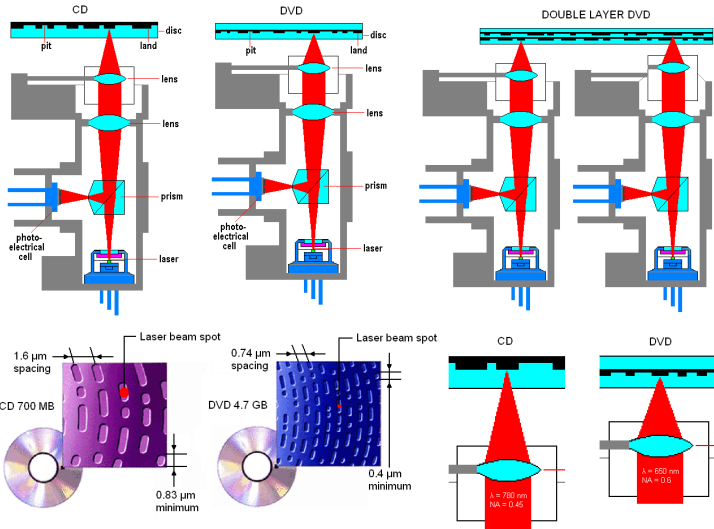 CD
disc
pit
land
lens
lens
prism
photo-
electrical
cell
laser
DVD
disc
pit
land
lens
lens
prism
photo-
electrical
cell
laser
DOUBLE LAYER DVD
Laser beam spot
1.6 µm
spacing
CD 700 MB
0.83 µm
minimum
Laser beam spot
0.74 µm
spacing
DVD 4.7 GB
0.4 µm
minimum
CD
λ = 780 nm
NA = 0.45
DVD
λ = 650 nm
NA = 0.6